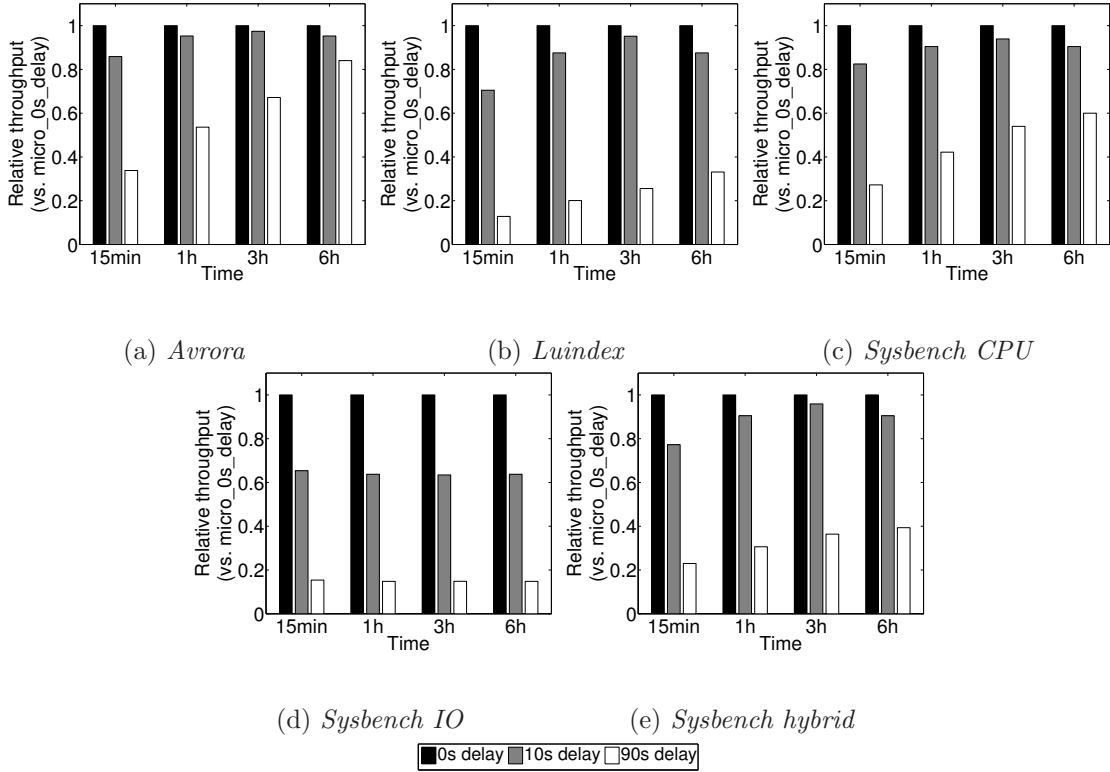 Relative throughput
(vs. micro_0s_delay)
1
0.8
0.6
0.4
0.2
0
15min 1h 3h 6h
Time
(a) Avrora
Relative throughput
(vs. micro_0s_delay)
1
0.8
0.6
0.4
0.2
0
15min 1h 3h 6h
Time
(b) Luindex
Relative throughput
(vs. micro_0s_delay)
1
0.8
0.6
0.4
0.2
0
15min 1h 3h 6h
Time
(c) Sysbench CPU
Relative throughput
(vs. micro_0s_delay)
1
0.8
0.6
0.4
0.2
0
15min 1h 3h 6h
Time
(d) Sysbench IO
Relative throughput
(vs. micro_0s_delay)
1
0.8
0.6
0.4
0.2
0
15min 1h 3h 6h
Time
(e) Sysbench hybrid
0s delay 10s delay 90s delay